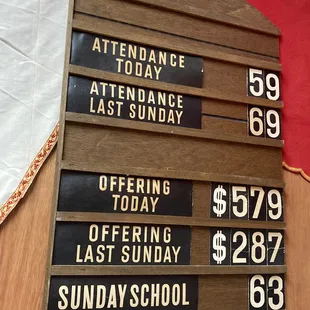 ATTENDANCE
TODAY 59
ATTENDANCE
LAST SUNDAY 69
OFFERING
TODAY $579
OFFERING
LAST SUNDAY $287
SUNDAY SCHOOL 63